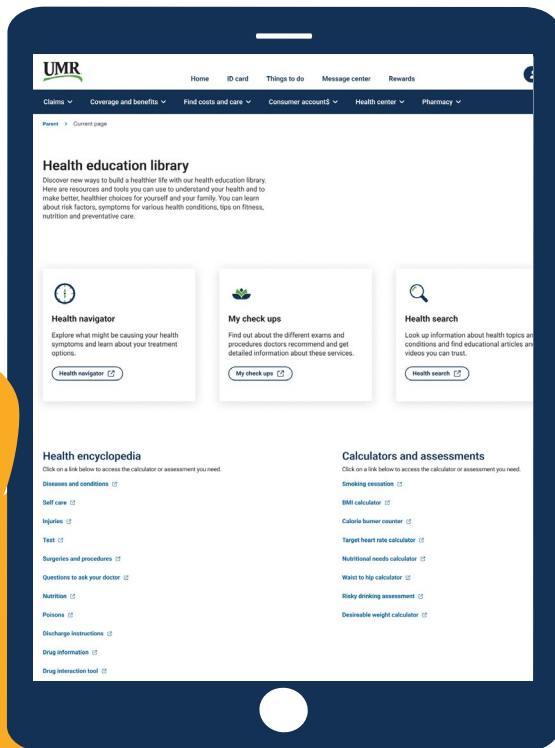 UMR
Home ID card Things to do Message center Rewards
Claims Coverage and benefits Find costs and care Consumer account$ Health center Pharmacy
Parent > Current page
Health education library
Discover new ways to build a healthier life with our health education library.
Here are resources and tools you can use to understand your health and to
make better, healthier choices for yourself and your family. You can learn
about risk factors, symptoms for various health conditions, tips on fitness,
nutrition and preventative care.
Health navigator
Explore what might be causing your health
symptoms and learn about your treatment
options.
Health navigator
My check ups
Find out about the different exams and
procedures doctors recommend and get
detailed information about these services.
My check ups
Health search
Look up information about health topics an
conditions and find educational articles an
videos you can trust.
Health search
Health encyclopedia
Click on a link below to access the calculator or assessment you need.
Diseases and conditions
Self care
Injuries
Test
Surgeries and procedures
Questions to ask your doctor
Nutrition
Poisons
Discharge instructions
Drug information
Drug interaction tool
Calculators and assessments
Click on a link below to access the calculator or assessment you need.
Smoking cessation
BMI calculator
Calorie burner counter
Target heart rate calculator
Nutritional needs calculator
Waist to hip calculator
Risky drinking assessment
Desireable weight calculator